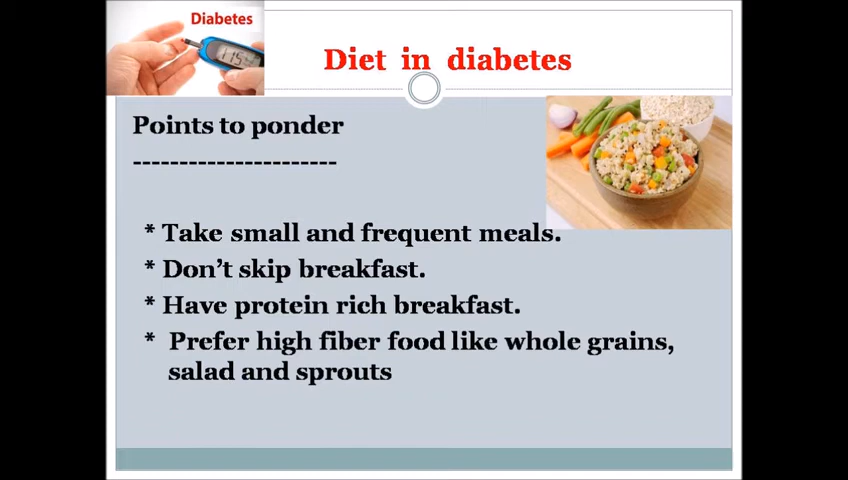 Diabetes
Diet in diabetes
Points to ponder
----------------------
* Take small and frequent meals.
* Don’t skip breakfast.
* Have protein rich breakfast.
* Prefer high fiber food like whole grains,
salad and sprouts